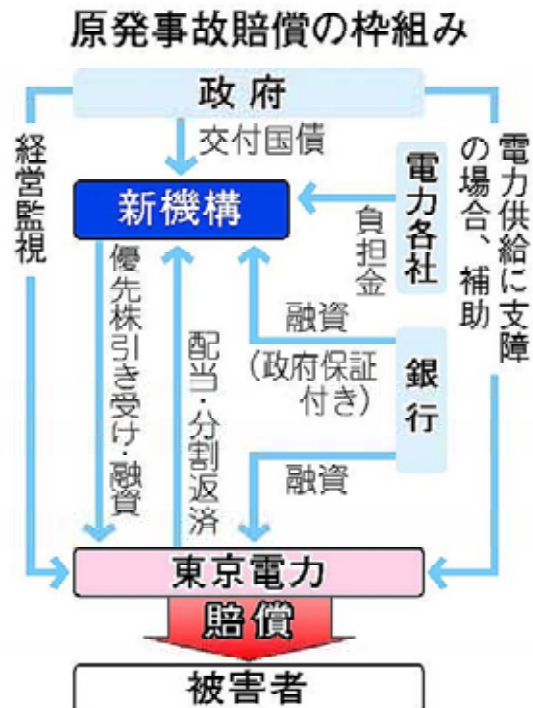 原発事故賠償の枠組み
政府
交付国債
経営監視
新機構
電力各社
負担金
電力供給に支障
の場合、補助
優先株引き受け・融資
配当・分割返済
融資
(政府保証
付き)
銀行
融資
東京電力
賠償
被害者